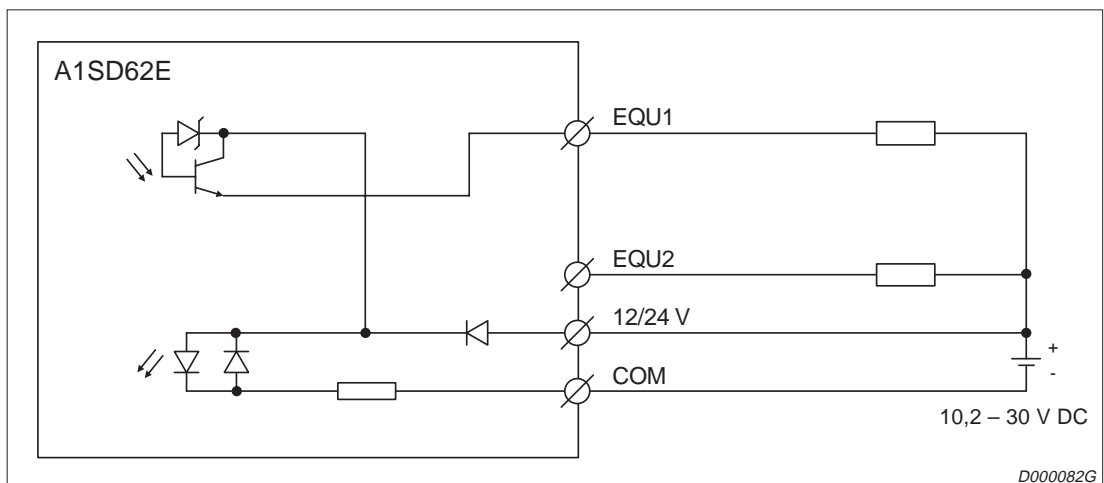 A1SD62E
EQU1
EQU2
12/24 V
COM
+
-
10,2 – 30 V DC
D000082G